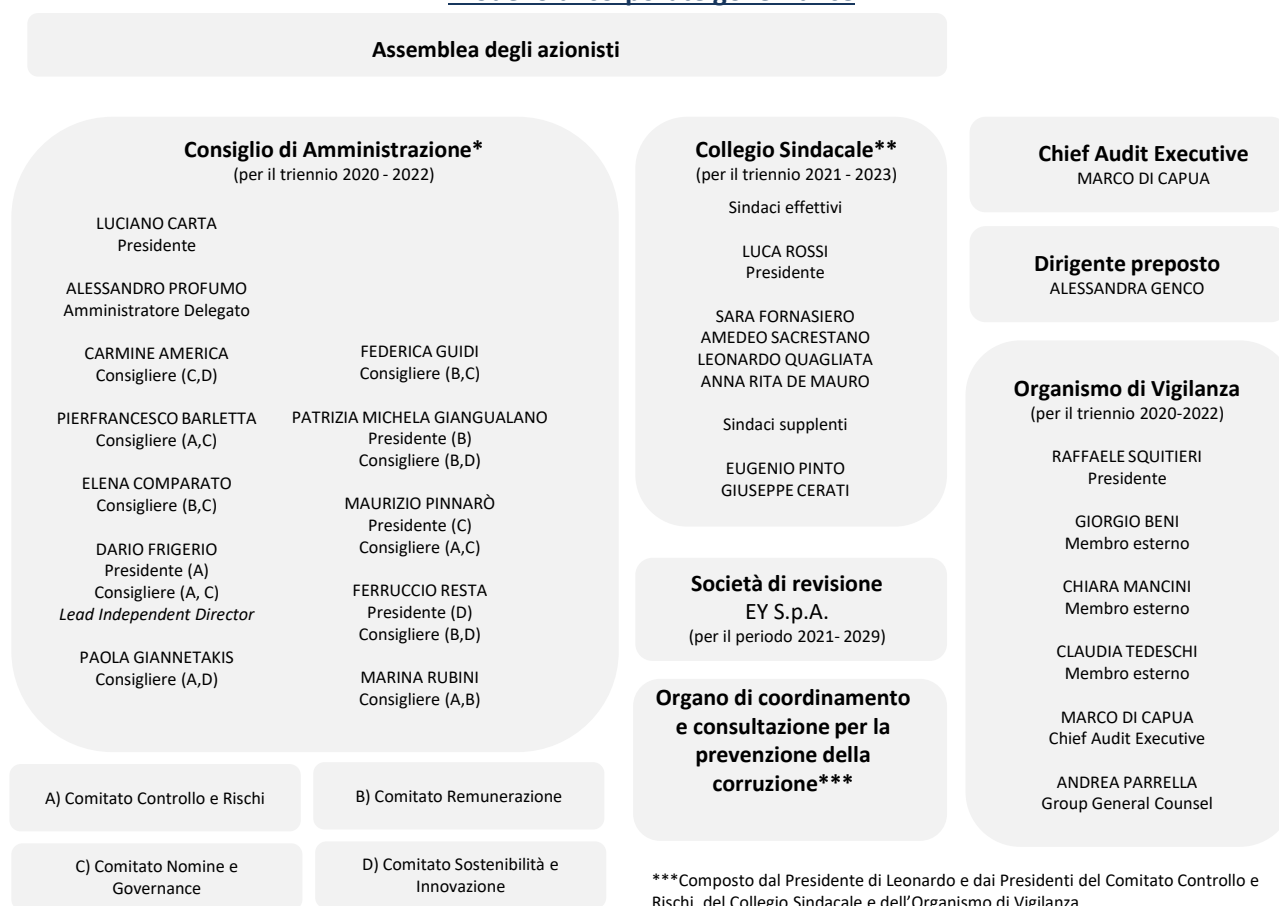 Assemblea degli azionisti
Consiglio di Amministrazione*
(per il triennio 2020 - 2022)
LUCIANO CARTA
Presidente
ALESSANDRO PROFUMO
Amministratore Delegato
CARMINE AMERICA
Consigliere (C,D)
PIERFRANCESCO BARLETTA
Consigliere (A,C)
ELENA COMPARATO
Consigliere (B,C)
DARIO FRIGERIO
Presidente (A)
Consigliere (A, C)
Lead Independent Director
PAOLA GIANNETAKIS
Consigliere (A,D)
FEDERICA GUIDI
Consigliere (B,C)
PATRIZIA MICHELA GIANGUALANO
Presidente (B)
Consigliere (B,D)
MAURIZIO PINNARÒ
Presidente (C)
Consigliere (A,C)
FERRUCCIO RESTA
Presidente (D)
Consigliere (B,D)
MARINA RUBINI
Consigliere (A,B)
A) Comitato Controllo e Rischi
B) Comitato Remunerazione
C) Comitato Nomine e
Governance
D) Comitato Sostenibilità e
Innovazione
Collegio Sindacale**
(per il triennio 2021 - 2023)
Sindaci effettivi
LUCA ROSSI
Presidente
SARA FORNASIERO
AMEDEO SACRESTANO
LEONARDO QUAGLIATA
ANNA RITA DE MAURO
Sindaci supplenti
EUGENIO PINTO
GIUSEPPE CERATI
Società di revisione
EY S.p.A.
(per il periodo 2021- 2029)
Organo di coordinamento
e consultazione per la
prevenzione della
corruzione***
Chief Audit Executive
MARCO DI CAPUA
Dirigente preposto
ALESSANDRA GENCO
Organismo di Vigilanza
(per il triennio 2020-2022)
RAFFAELE SQUITIERI
Presidente
GIORGIO BENI
Membro esterno
CHIARA MANCINI
Membro esterno
CLAUDIA TEDESCHI
Membro esterno
MARCO DI CAPUA
Chief Audit Executive
ANDREA PARRELLA
Group General Counsel
***Composto dal Presidente di Leonardo e dai Presidenti del Comitato Controllo e
Rischi, del Collegio Sindacale e dell'Organismo di Vigilanza